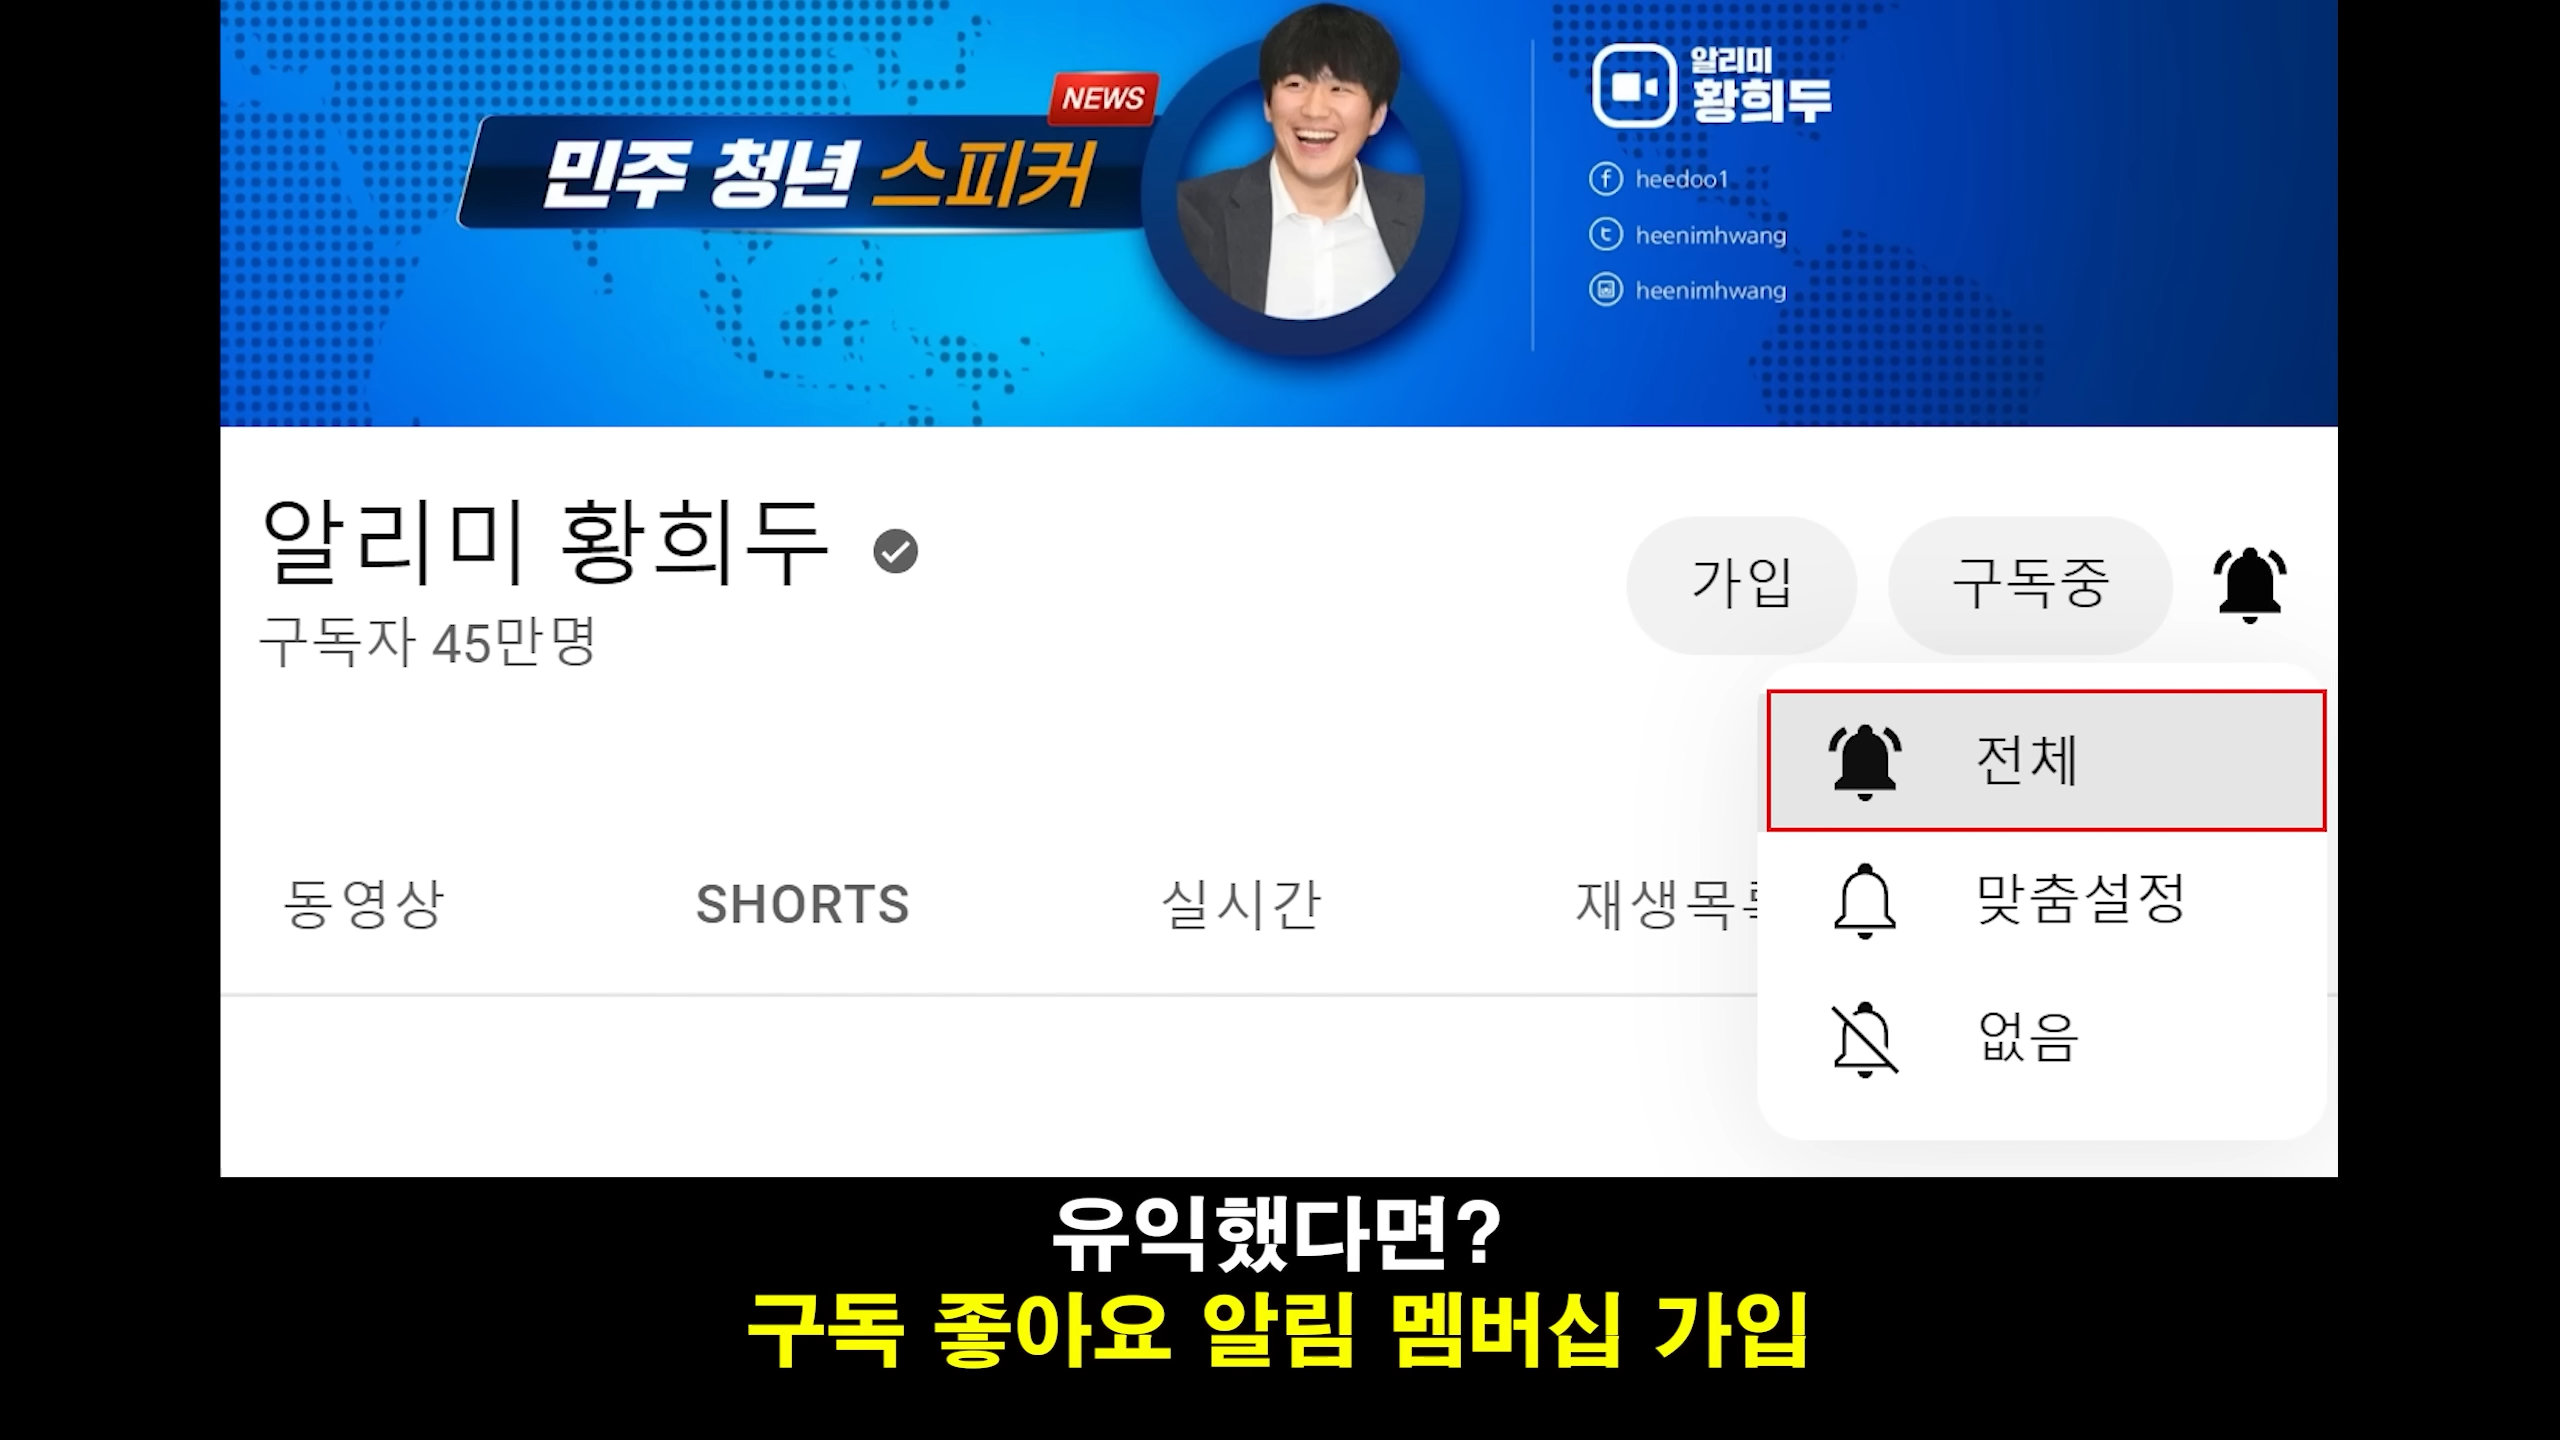 NEWS
민주 청년 스피커
알리미
황희두
heedoo1
heenimhwang
heenimhwang
알리미 황희두
구독자 45만명
가입
구독중
전체
맞춤설정
없음
동영상
SHORTS
실시간
재생목
유익했다면?
구독 좋아요 알림 멤버십 가입